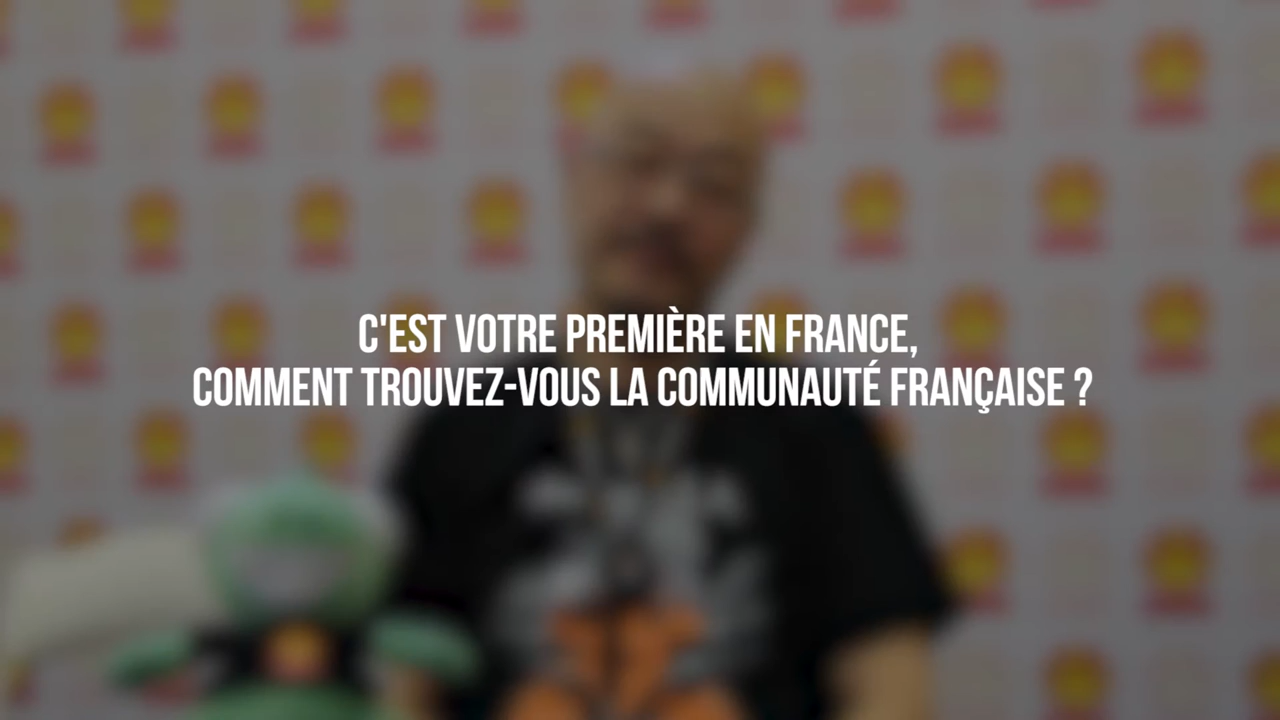 C'EST VOTRE PREMIÈRE EN FRANCE,
COMMENT TROUVEZ-VOUS LA COMMUNAUTÉ FRANÇAISE ?